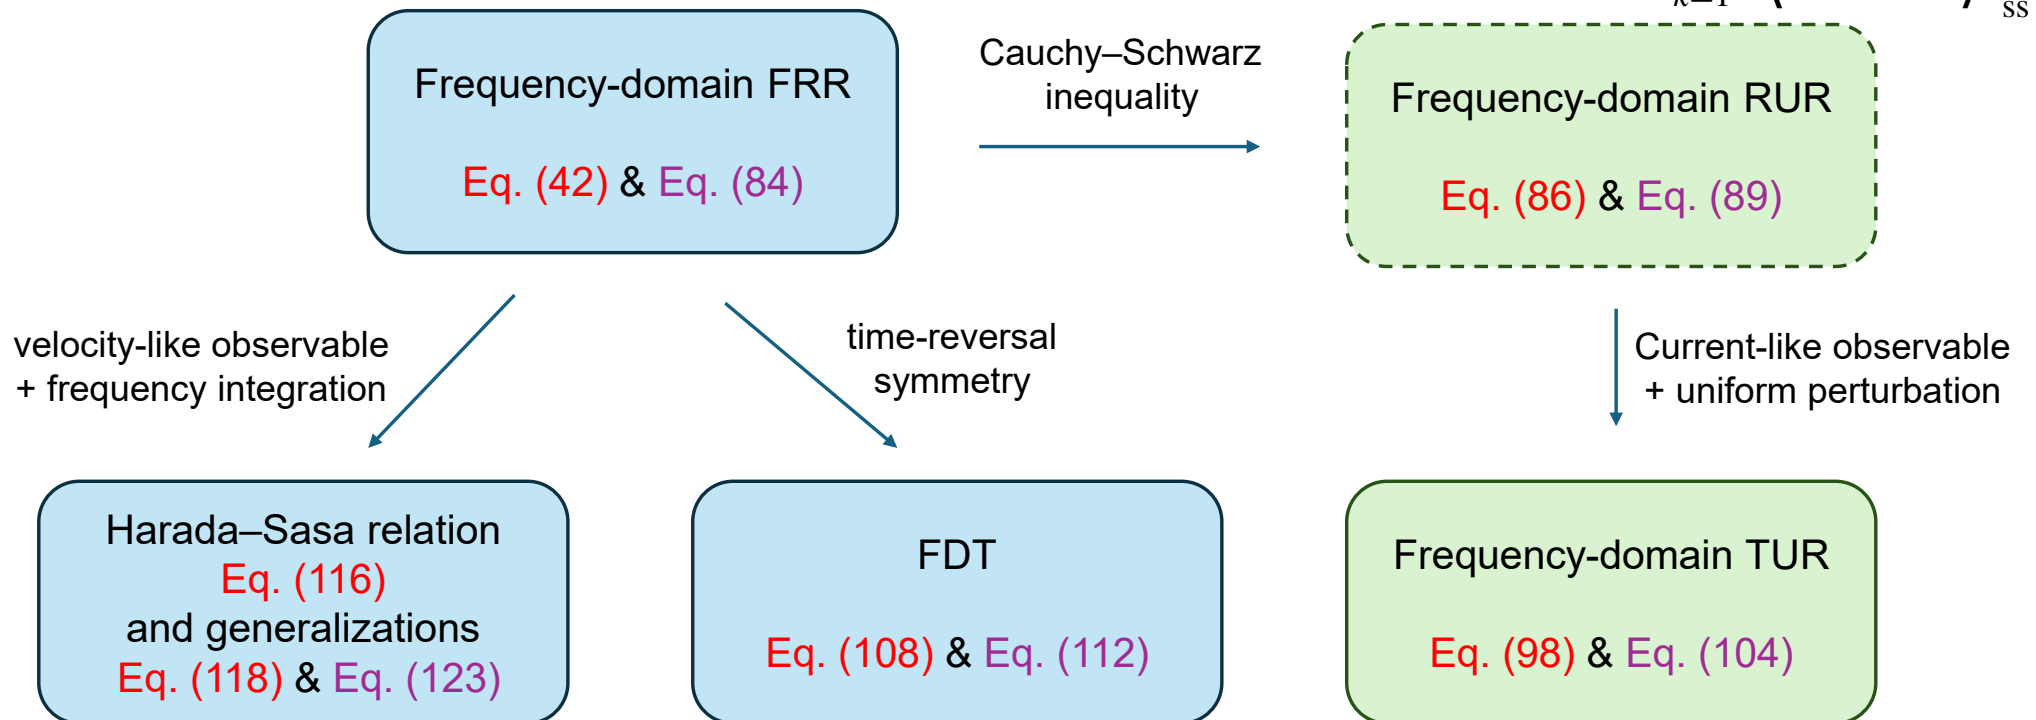 ss
Frequency-domain FRR
Eq. (42) & Eq. (84)
Cauchy–Schwarz
inequality
Frequency-domain RUR
Eq. (86) & Eq. (89)
velocity-like observable
+ frequency integration
time-reversal
symmetry
Current-like observable
+ uniform perturbation
Harada–Sasa relation
Eq. (116)
and generalizations
Eq. (118) & Eq. (123)
FDT
Eq. (108) & Eq. (112)
Frequency-domain TUR
Eq. (98) & Eq. (104)